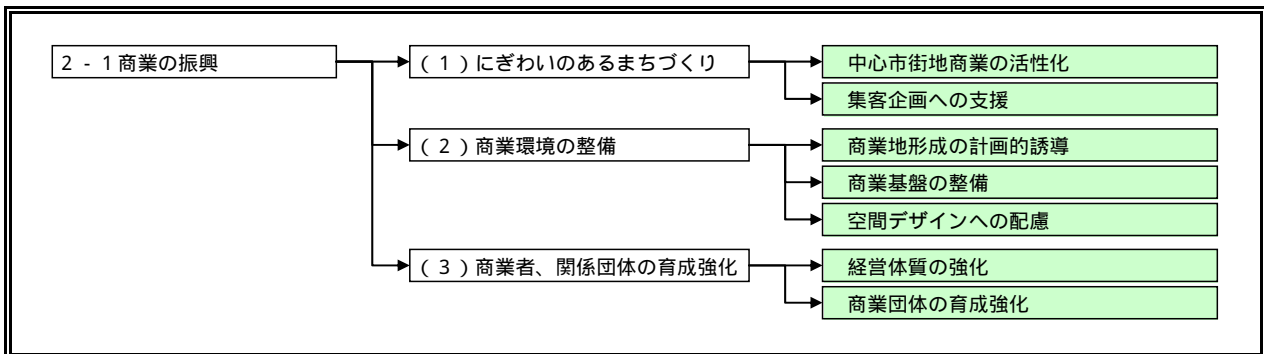 ２‐１商業の振興
（１）にぎわいのあるまちづくり
中心市街地商業の活性化
集客企画への支援
（２）商業環境の整備
商業地形成の計画的誘導
商業基盤の整備
空間デザインへの配慮
（３）商業者、関係団体の育成強化
経営体質の強化
商業団体の育成強化